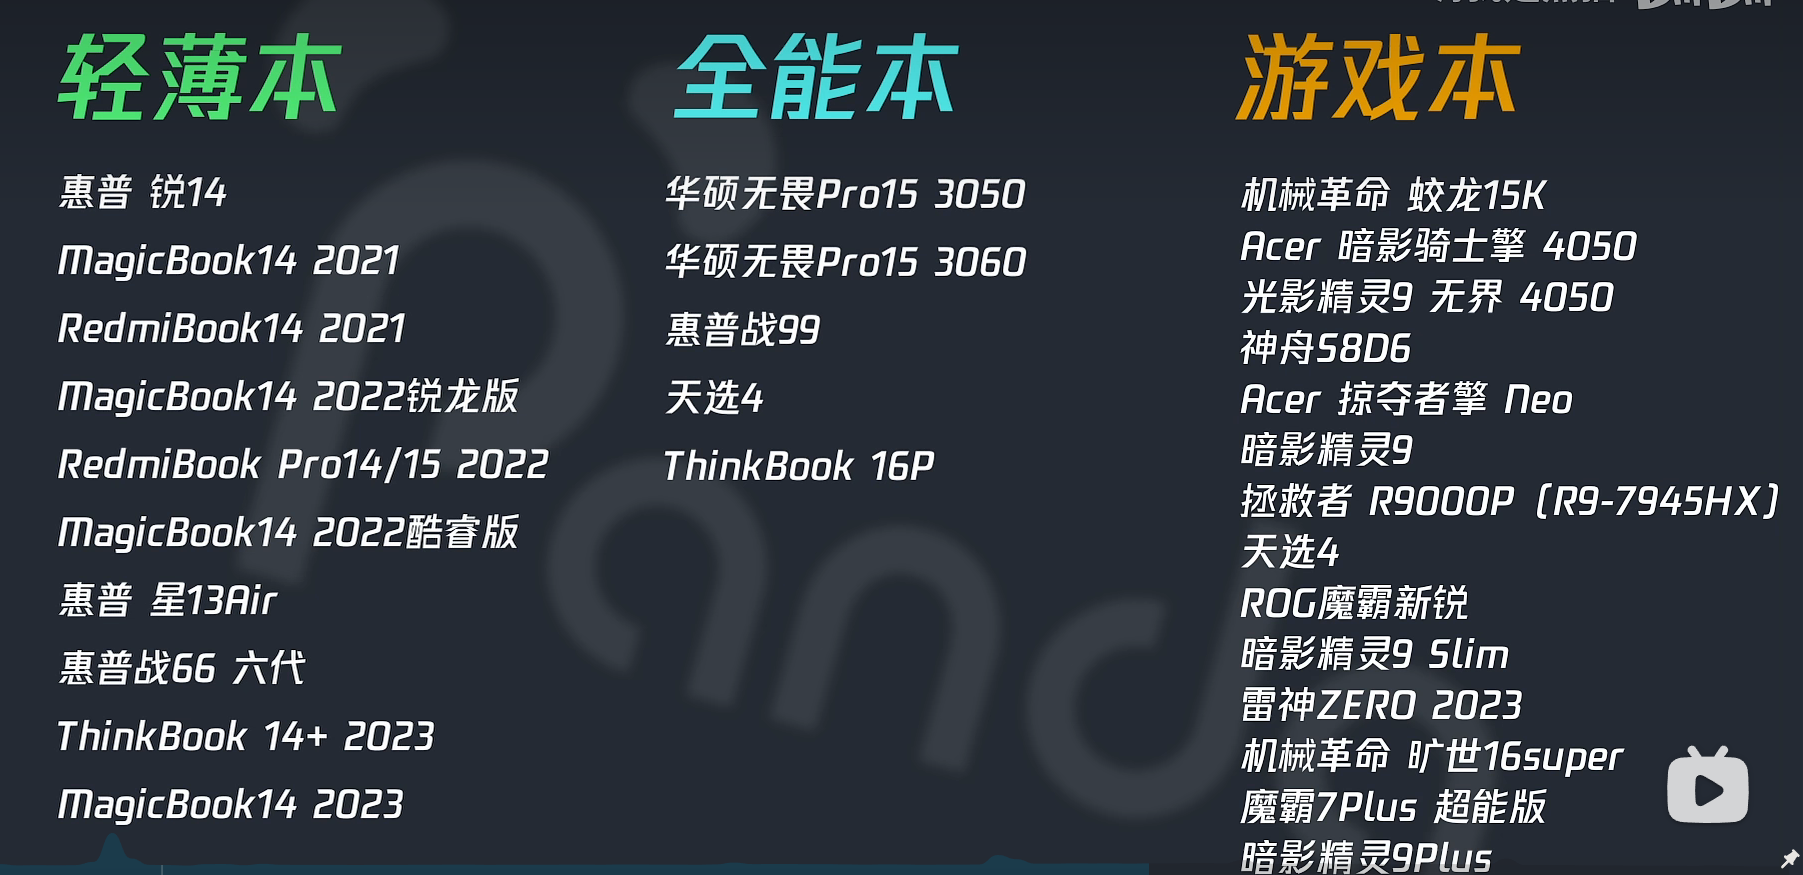 轻薄本
惠普 锐14
MagicBook14 2021
RedmiBook14 2021
MagicBook14 2022锐龙版
RedmiBook Pro14/15 2022
MagicBook14 2022酷睿版
惠普 星13Air
惠普战66 六代
ThinkBook 14+ 2023
MagicBook14 2023
全能本
华硕无畏Pro15 3050
华硕无畏Pro15 3060
惠普战99
天选4
ThinkBook 16P
游戏本
机械革命 蛟龙15K
Acer 暗影骑士擎 4050
光影精灵9 无界 4050
神舟S8D6
Acer 掠夺者擎 Neo
暗影精灵9
拯救者 R9000P (R9-7945HX)
天选4
ROG魔霸新锐
暗影精灵9 Slim
雷神ZERO 2023
机械革命 旷世16super
魔霸7Plus 超能版
暗影精灵9Plus